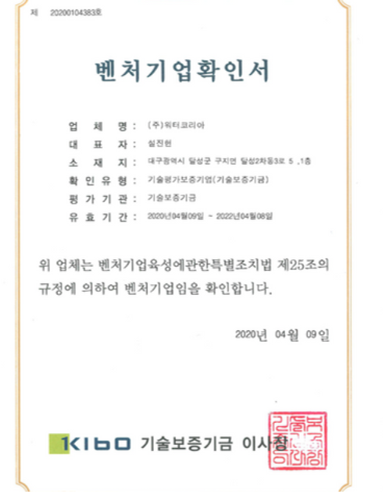 제 20200104383호
벤처기업확인서
업 체 명 : (주)워터코리아
대 표 자 : 설진현
소 재 지 : 대구광역시 달성군 구지면 달성2차동3로 5 ,1층
확 인 유 형 : 기술평가보증기업(기술보증기금)
평 가 기 관 : 기술보증기금
유 효 기 간 : 2020년04월09일 ~ 2022년04월08일
위 업체는 벤처기업육성에관한특별조치법 제25조의
규정에 의하여 벤처기업임을 확인합니다.
2020년 04월 09일
KIBO 기술보증기금 이사장